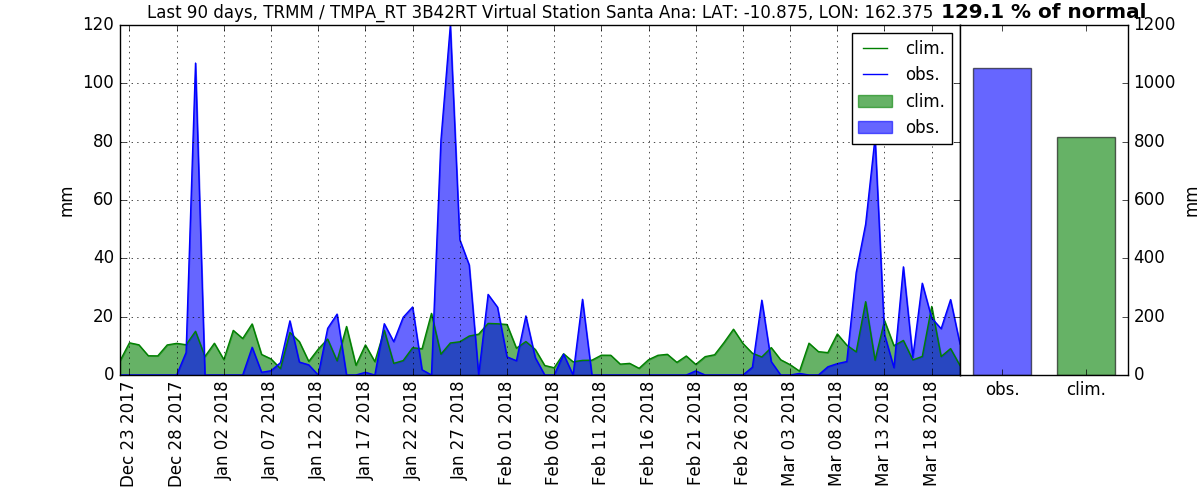 Last 90 days, TRMM / TMPA_RT 3B42RT Virtual Station Santa Ana: LAT: -10.875, LON: 162.375 129.1 % of normal
120
100
80
60
40
20
0
mm
clim.
obs.
clim.
obs.
1200
1000
800
600
400
200
0
mm
obs.
clim.
Dec 23 2017
Dec 28 2017
Jan 02 2018
Jan 07 2018
Jan 12 2018
Jan 17 2018
Jan 22 2018
Jan 27 2018
Feb 01 2018
Feb 06 2018
Feb 11 2018
Feb 16 2018
Feb 21 2018
Feb 26 2018
Mar 03 2018
Mar 08 2018
Mar 13 2018
Mar 18 2018